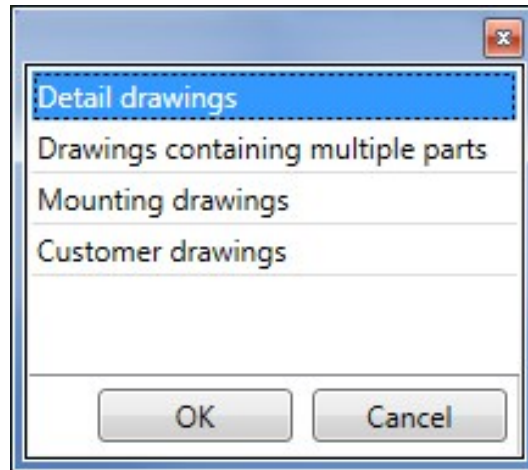 Detail drawings
Drawings containing multiple parts
Mounting drawings
Customer drawings
OK Cancel